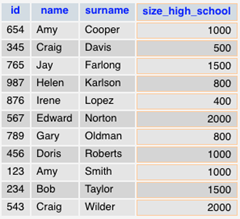 id name surname size_high_school
654 Amy Cooper 1000
345 Craig Davis 500
765 Jay Farlong 1500
987 Helen Karlson 800
876 Irene Lopez 400
567 Edward Norton 2000
789 Gary Oldman 800
456 Doris Roberts 1000
123 Amy Smith 1000
234 Bob Taylor 1500
543 Craig Wilder 2000